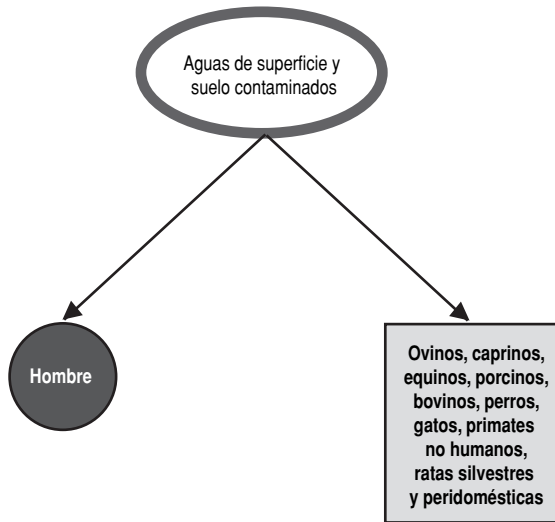 Aguas de superficie y
suelo contaminados
Hombre
Ovinos, caprinos,
equinos, porcinos,
bovinos, perros,
gatos, primates
no humanos,
ratas silvestres
y peridomésticas